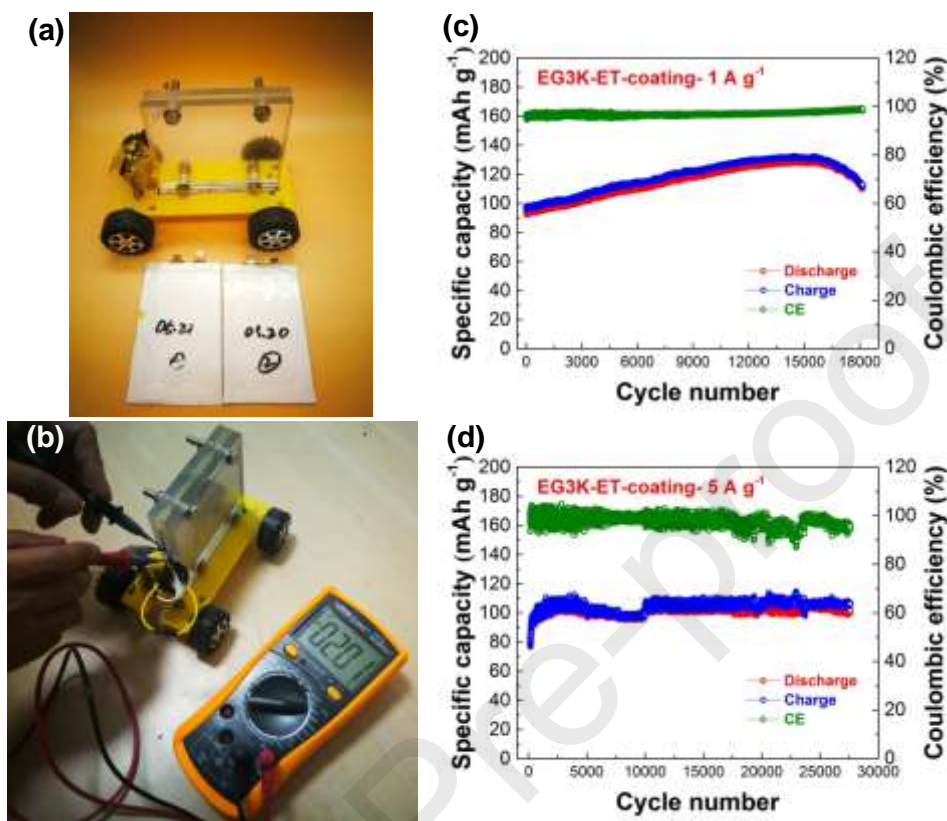 (a)
05.20
(b)
0201
(c)
EG3K-ET-coating- 1 A g⁻¹
Specific capacity (mAh g⁻¹)
200
180
160
140
120
100
80
60
40
20
0
Coulombic efficiency (%)
120
100
80
60
40
20
0
Discharge
Charge
CE
0 3000 6000 9000 12000 15000 18000
Cycle number
(d)
EG3K-ET-coating- 5 A g⁻¹
Specific capacity (mAh g⁻¹)
200
180
160
140
120
100
80
60
40
20
0
Coulombic efficiency (%)
120
100
80
60
40
20
0
Discharge
Charge
CE
0 5000 10000 15000 20000 25000 30000
Cycle number
Pre-proof